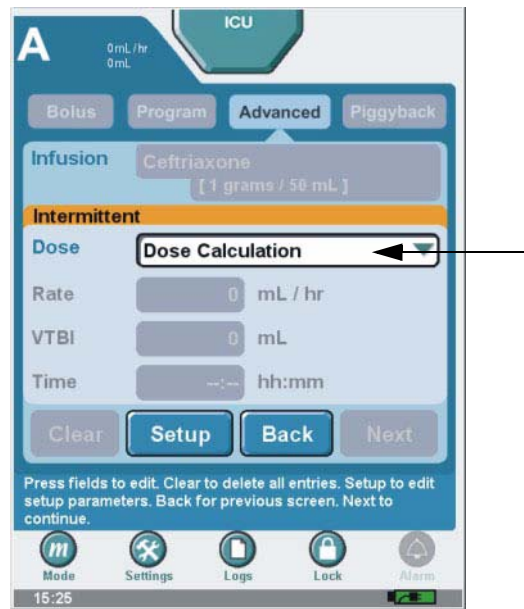 ICU
A
0 mL / hr
0 mL
Bolus Program Advanced Piggyback
Infusion Ceftriaxone
[ 1 grams / 50 mL ]
Intermittent
Dose Dose Calculation
Rate 0 mL / hr
VTBI 0 mL
Time --:-- hh:mm
Clear Setup Back Next
Press fields to edit. Clear to delete all entries. Setup to edit
setup parameters. Back for previous screen. Next to
continue.
m
Mode Settings Logs Lock Alarm
15:25